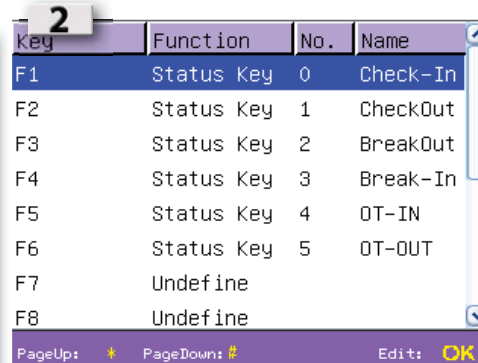 2
Key Function No. Name
F1 Status Key 0 Check-In
F2 Status Key 1 CheckOut
F3 Status Key 2 BreakOut
F4 Status Key 3 Break-In
F5 Status Key 4 OT-IN
F6 Status Key 5 OT-OUT
F7 Undefine
F8 Undefine
PageUp: * PageDown: # Edit: OK